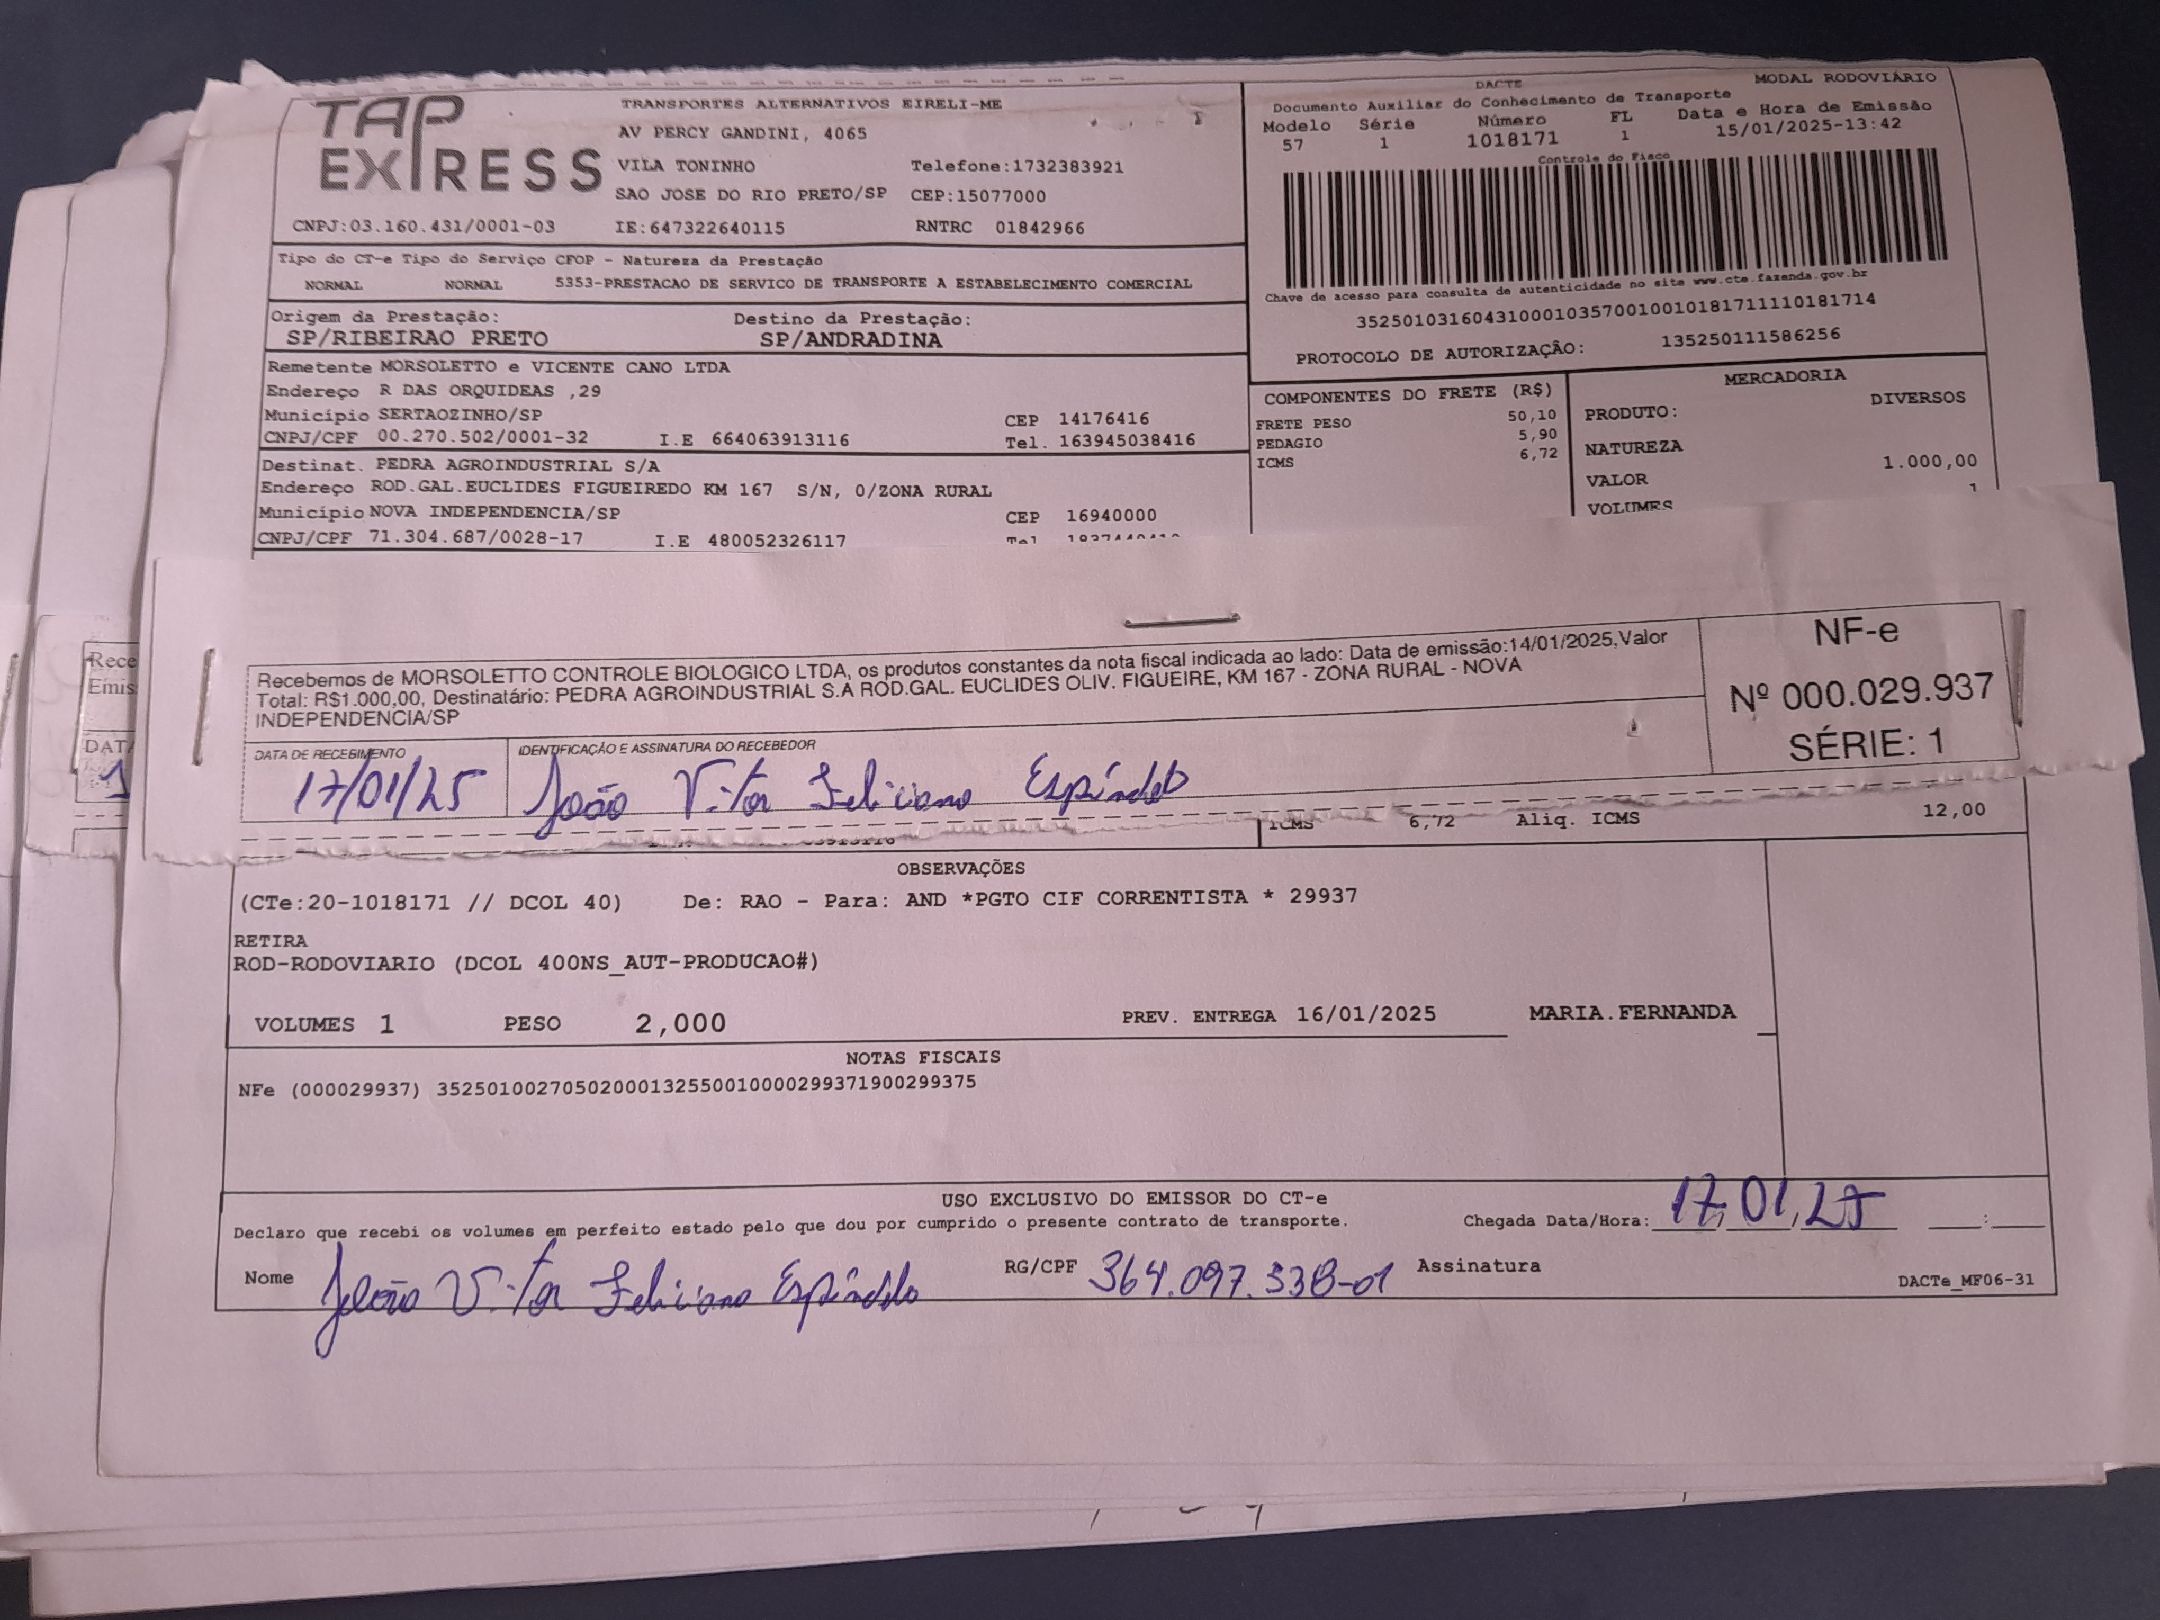 TAP EXPRESS
TRANSPORTES ALTERNATIVOS EIRELI-ME
AV PERCY GANDINI, 4065
VILA TONINHO Telefone:1732383921
SAO JOSE DO RIO PRETO/SP CEP:15077000
CNPJ:03.160.431/0001-03 IE:647322640115 RNTRC 01842966
DACTE MODAL RODOVIÁRIO
Documento Auxiliar do Conhecimento de Transporte
Modelo Série Número FL Data e Hora de Emissão
57 1 1018171 1 15/01/2025-13:42
Controle do Fisco
Chave de acesso para consulta de autenticidade no site www.cte.fazenda.gov.br
35250103160431000103570010010181711110181714
PROTOCOLO DE AUTORIZAÇÃO: 135250111586256
Tipo do CT-e Tipo do Serviço CFOP - Natureza da Prestação
NORMAL NORMAL 5353-PRESTACAO DE SERVICO DE TRANSPORTE A ESTABELECIMENTO COMERCIAL
Origem da Prestação: Destino da Prestação:
SP/RIBEIRAO PRETO SP/ANDRADINA
Remetente MORSOLETTO e VICENTE CANO LTDA
Endereço R DAS ORQUIDEAS ,29
Município SERTAOZINHO/SP CEP 14176416
CNPJ/CPF 00.270.502/0001-32 I.E 664063913116 Tel. 163945038416
Destinat. PEDRA AGROINDUSTRIAL S/A
Endereço ROD.GAL.EUCLIDES FIGUEIREDO KM 167 S/N, 0/ZONA RURAL
Município NOVA INDEPENDENCIA/SP CEP 16940000
CNPJ/CPF 71.304.687/0028-17 I.E 480052326117 Tel
COMPONENTES DO FRETE (R$)
FRETE PESO 50,10
PEDAGIO 5,90
ICMS 6,72
MERCADORIA
PRODUTO: DIVERSOS
NATUREZA
VALOR 1.000,00
VOLUMES 1
Rece
Emis
DATA
1
Recebemos de MORSOLETTO CONTROLE BIOLOGICO LTDA, os produtos constantes da nota fiscal indicada ao lado: Data de emissão:14/01/2025,Valor
Total: R$1.000,00, Destinatário: PEDRA AGROINDUSTRIAL S.A ROD.GAL. EUCLIDES OLIV. FIGUEIRE, KM 167 - ZONA RURAL - NOVA
INDEPENDENCIA/SP
NF-e
Nº 000.029.937
SÉRIE: 1
DATA DE RECEBIMENTO IDENTIFICAÇÃO E ASSINATURA DO RECEBEDOR
17/01/25 João Vitor Feliciano Espíndola
ICMS 6,72 Aliq. ICMS 12,00
OBSERVAÇÕES
(CTe:20-1018171 // DCOL 40) De: RAO - Para: AND *PGTO CIF CORRENTISTA * 29937
RETIRA
ROD-RODOVIARIO (DCOL 400NS_AUT-PRODUCAO#)
VOLUMES 1 PESO 2,000 PREV. ENTREGA 16/01/2025 MARIA.FERNANDA
NOTAS FISCAIS
NFe (000029937) 35250100270502000132550010000299371900299375
USO EXCLUSIVO DO EMISSOR DO CT-e
Declaro que recebi os volumes em perfeito estado pelo que dou por cumprido o presente contrato de transporte. Chegada Data/Hora: 17/01/25 :
Nome João Vitor Feliciano Espíndola RG/CPF 364.097.338-01 Assinatura
DACTe_MF06-31